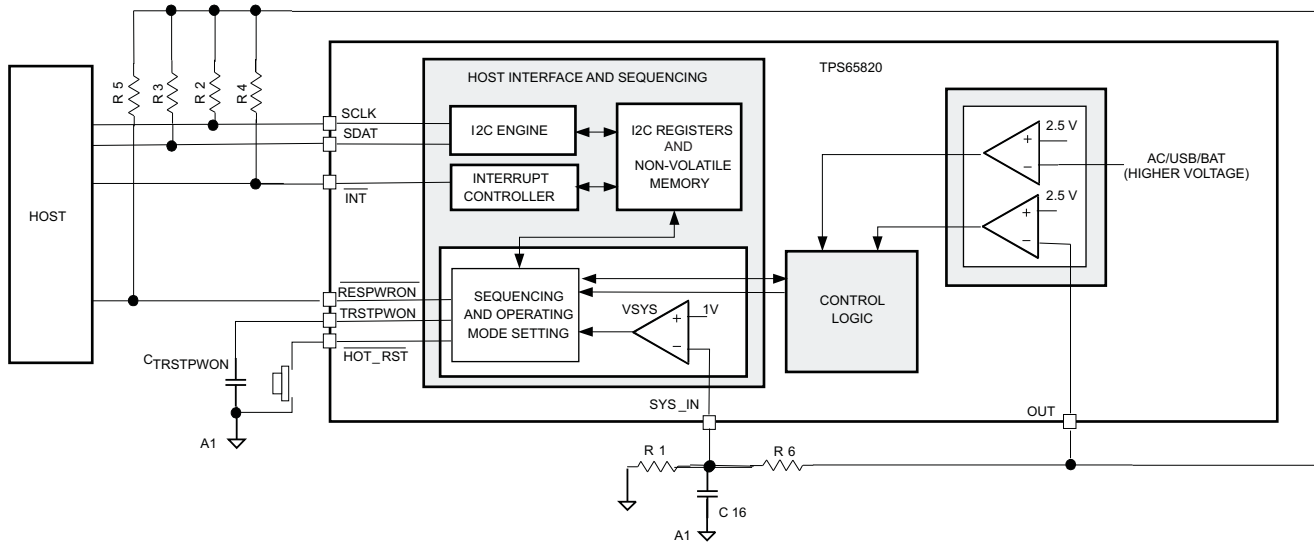 R 5
R 3
R 2
R 4
HOST
SCLK
SDAT
INT
RESPWRON
TRSTPWON
HOT_RST
CTRSTPWON
A1
HOST INTERFACE AND SEQUENCING
I2C ENGINE
INTERRUPT
CONTROLLER
I2C REGISTERS
AND
NON-VOLATILE
MEMORY
SEQUENCING
AND OPERATING
MODE SETTING
VSYS
+
−
1V
TPS65820
CONTROL
LOGIC
2.5 V
+
−
2.5 V
+
−
AC/USB/BAT
(HIGHER VOLTAGE)
SYS_IN
OUT
R 1
R 6
C 16
A1